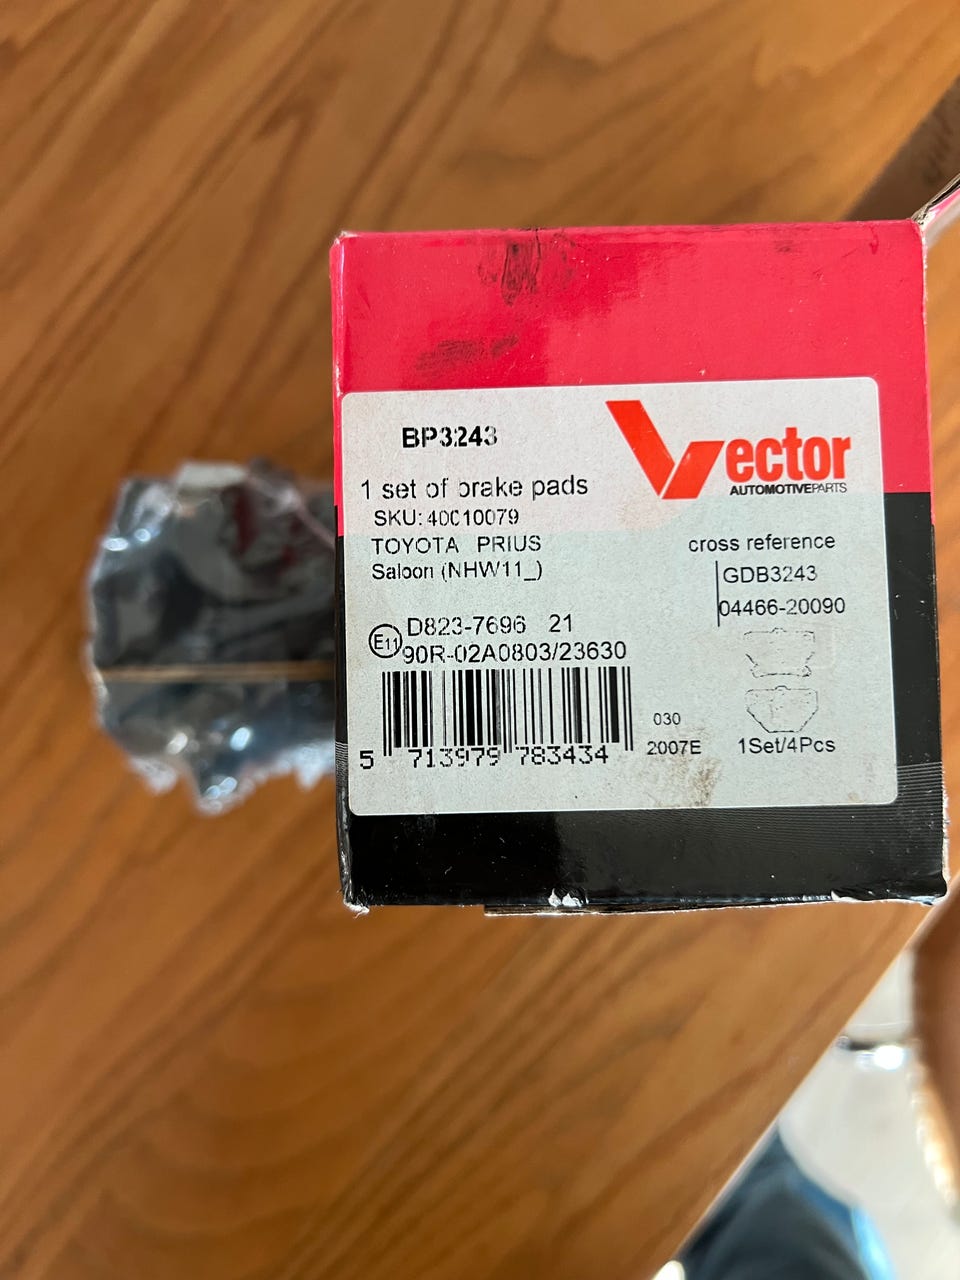 BP3243
Vector
AUTOMOTIVEPARTS
1 set of brake pads
SKU: 40010079
TOYOTA PRIUS
Saloon (NHW11_)
cross reference
GDB3243
04466-20090
E11
D823-7696 21
90R-02A0803/23630
5 713979 783434
030
2007E
1Set/4Pcs